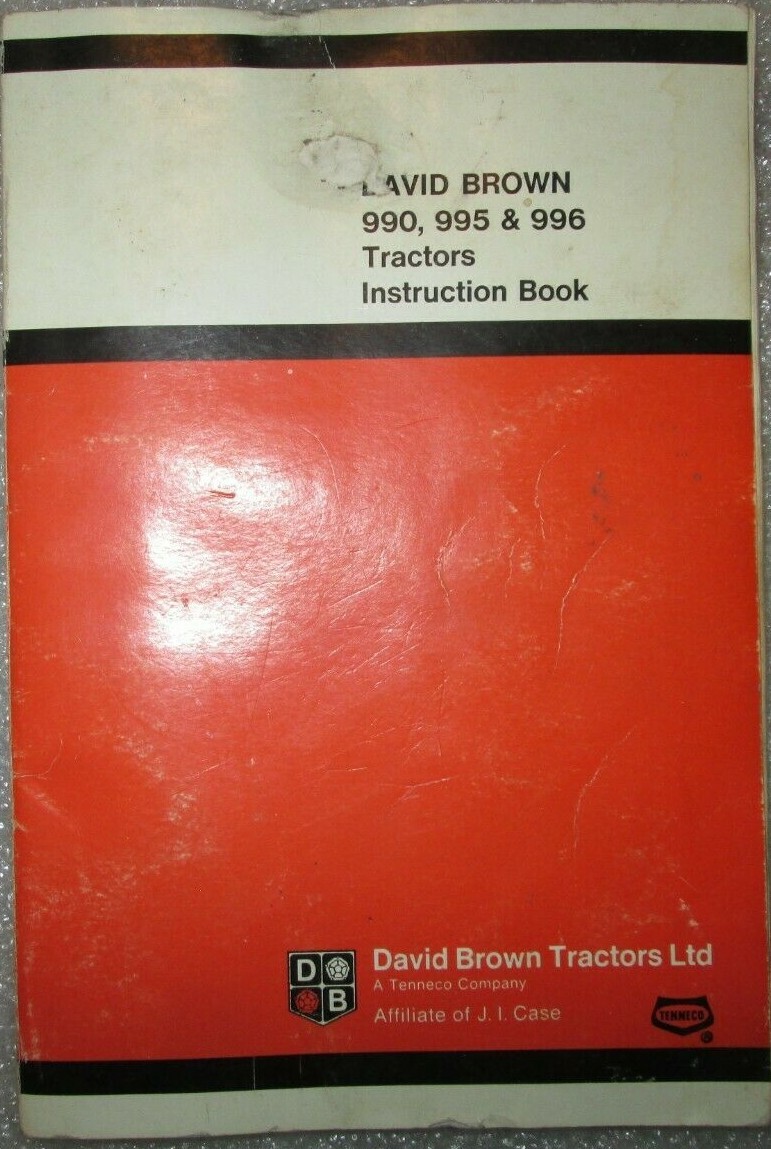 DAVID BROWN
990, 995 & 996
Tractors
Instruction Book
D
B
David Brown Tractors Ltd
A Tenneco Company
Affiliate of J. I. Case
TENNECO